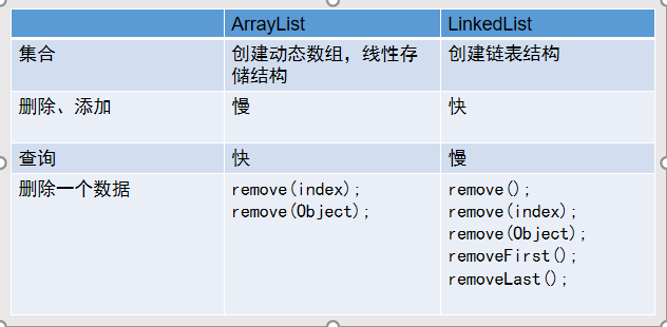 ArrayList LinkedList
集合 创建动态数组，线性存 创建链表结构
储结构
删除、添加 慢 快
查询 快 慢
删除一个数据 remove(index); remove();
remove(Object); remove(index);
remove(Object);
removeFirst();
removeLast();